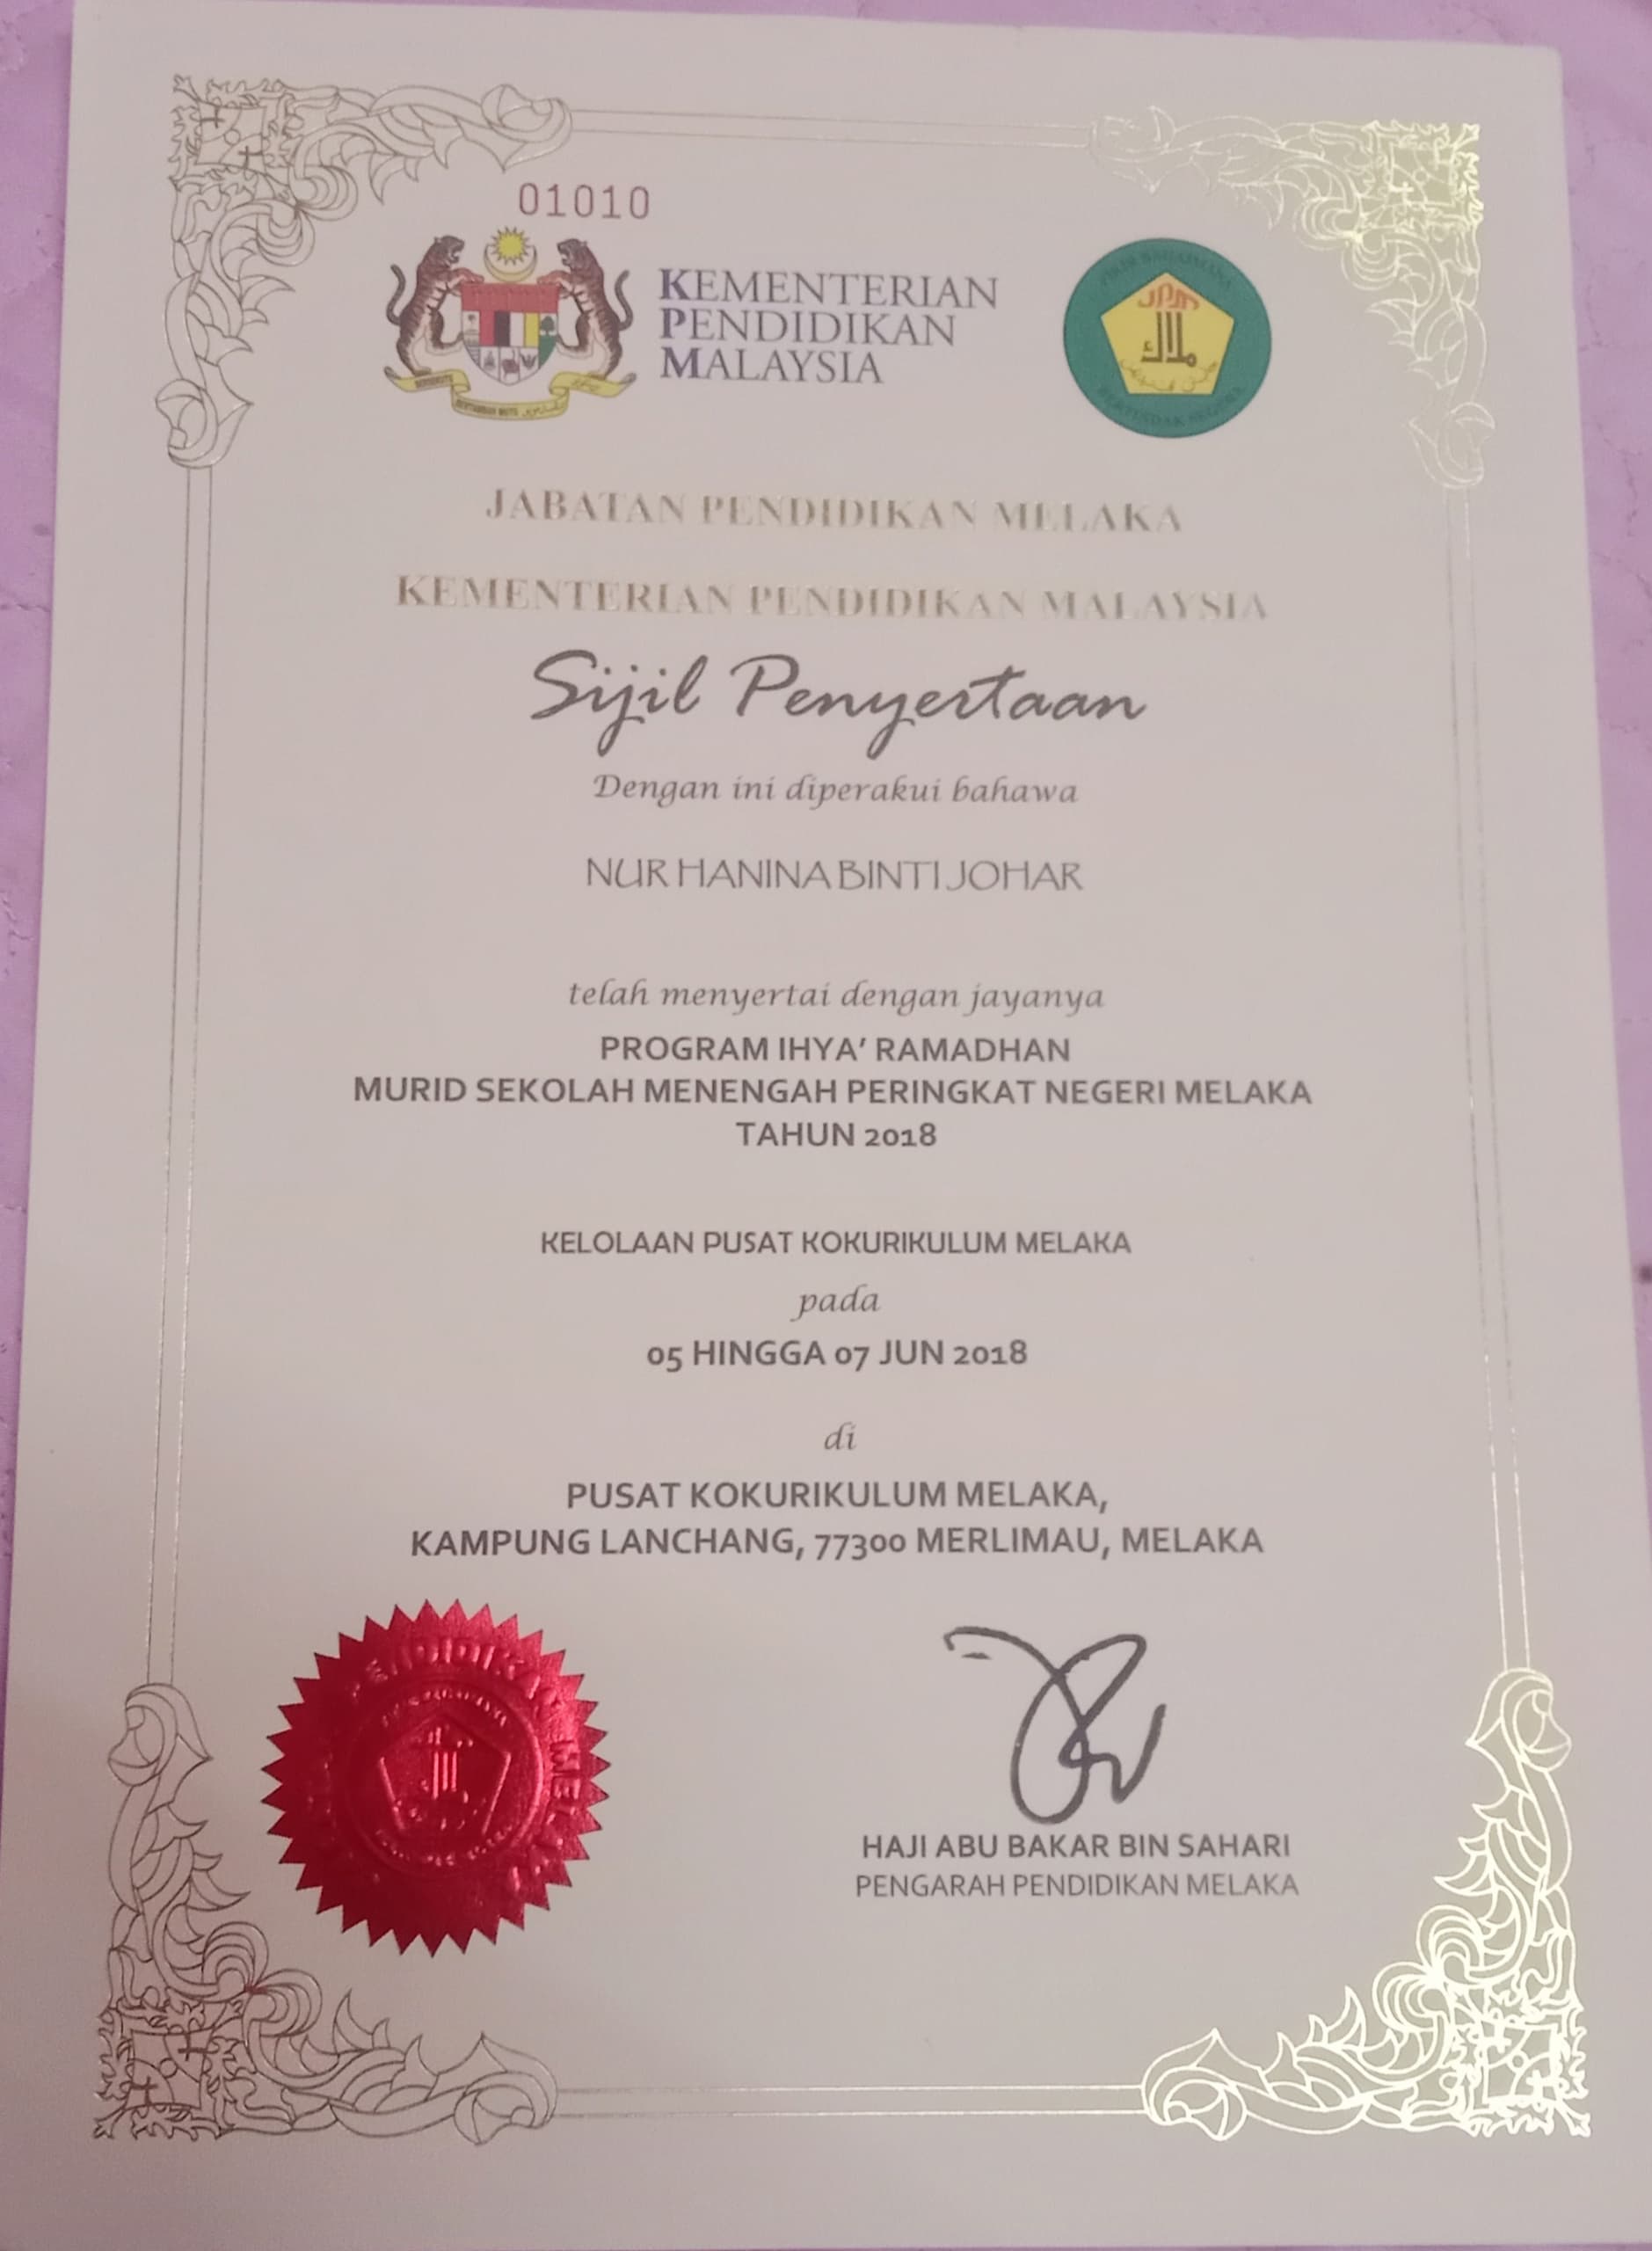 01010
KEMENTERIAN
PENDIDIKAN
MALAYSIA
BERTINDAK SEGERA
JABATAN PENDIDIKAN MELAKA
KEMENTERIAN PENDIDIKAN MALAYSIA
Sijil Penyertaan
Dengan ini diperakui bahawa
NUR HANINA BINTI JOHAR
telah menyertai dengan jayanya
PROGRAM IHYA’ RAMADHAN
MURID SEKOLAH MENENGAH PERINGKAT NEGERI MELAKA
TAHUN 2018
KELOLAAN PUSAT KOKURIKULUM MELAKA
pada
05 HINGGA 07 JUN 2018
di
PUSAT KOKURIKULUM MELAKA,
KAMPUNG LANCHANG, 77300 MERLIMAU, MELAKA
HAJI ABU BAKAR BIN SAHARI
PENGARAH PENDIDIKAN MELAKA